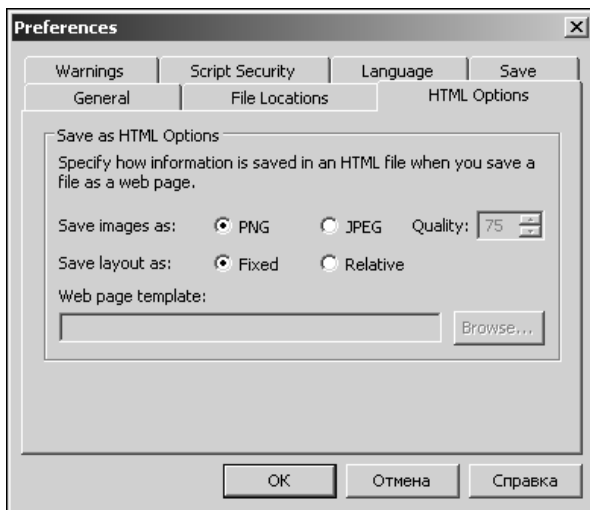 Preferences
Warnings Script Security Language Save
General File Locations HTML Options
Save as HTML Options
Specify how information is saved in an HTML file when you save a
file as a web page.
Save images as: PNG JPEG Quality: 75
Save layout as: Fixed Relative
Web page template:
Browse...
OK Отмена Справка